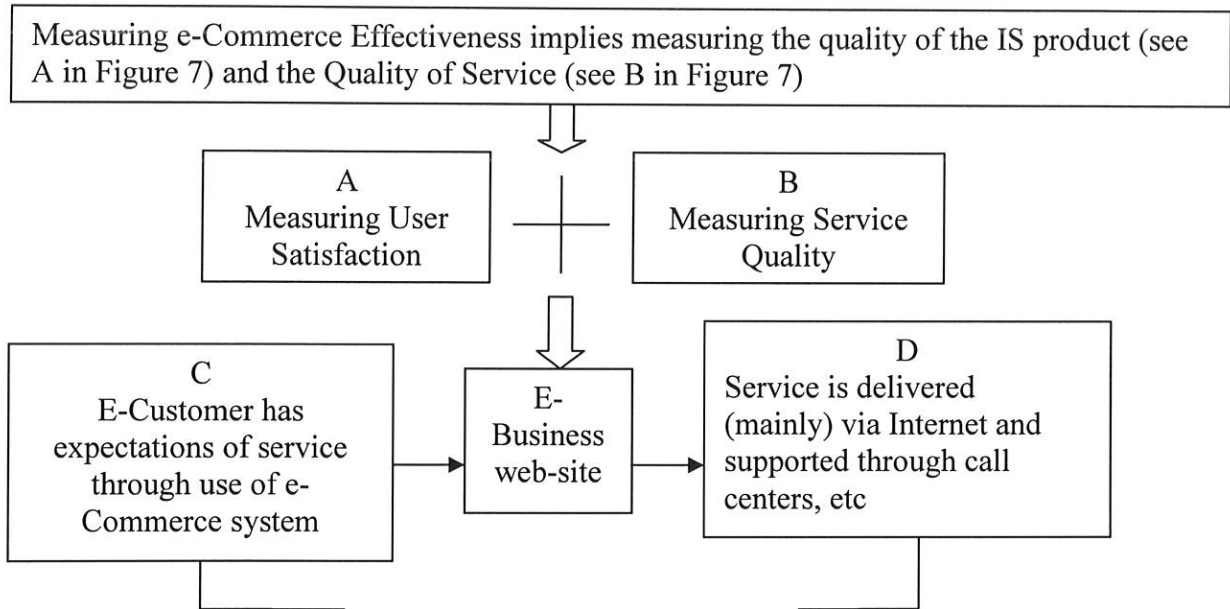 Measuring e-Commerce Effectiveness implies measuring the quality of the IS product (see
A in Figure 7) and the Quality of Service (see B in Figure 7)
A
Measuring User
Satisfaction
B
Measuring Service
Quality
C
E-Customer has
expectations of service
through use of e-
Commerce system
E-
Business
web-site
D
Service is delivered
(mainly) via Internet and
supported through call
centers, etc